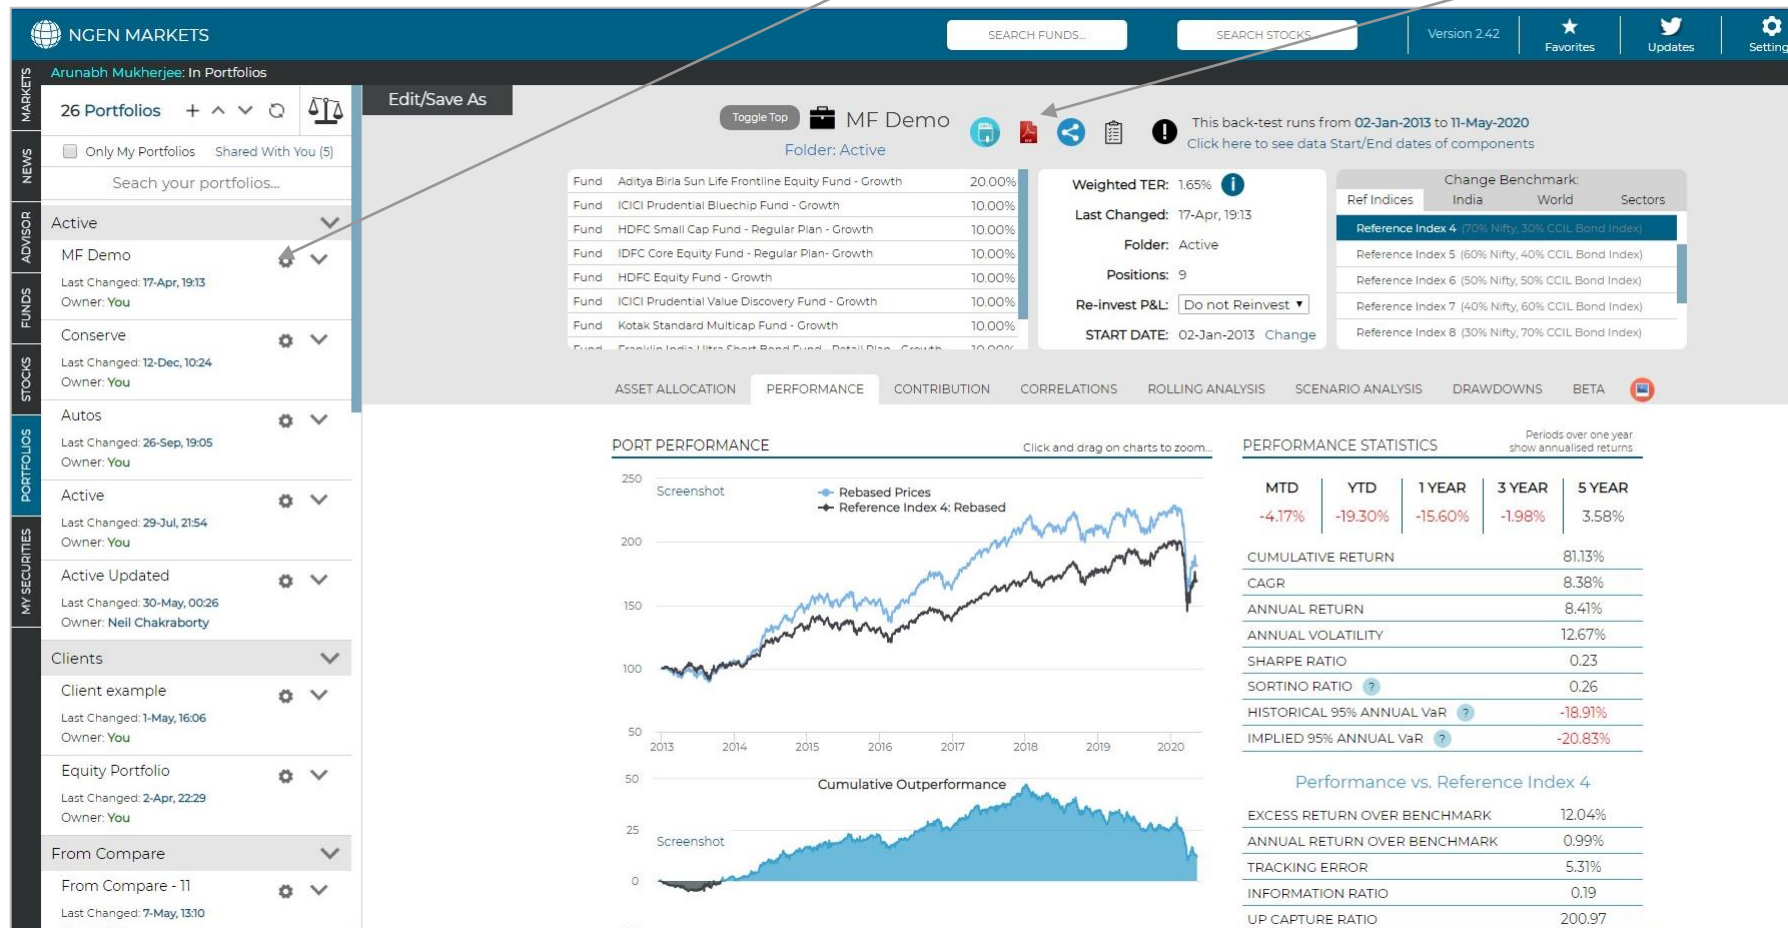 NGEN MARKETS
SEARCH FUNDS...
SEARCH STOCKS...
Version 2.42
Favorites
Updates
Setting
Arunabh Mukherjee: In Portfolios
MARKETS
NEWS
ADVISOR
FUNDS
STOCKS
PORTFOLIOS
MY SECURITIES
26 Portfolios
Only My Portfolios Shared With You (5)
Seach your portfolios...
Active
MF Demo
Last Changed: 17-Apr, 19:13
Owner: You
Conserve
Last Changed: 12-Dec, 10:24
Owner: You
Autos
Last Changed: 26-Sep, 19:05
Owner: You
Active
Last Changed: 29-Jul, 21:54
Owner: You
Active Updated
Last Changed: 30-May, 00:26
Owner: Neil Chakraborty
Clients
Client example
Last Changed: 1-May, 16:06
Owner: You
Equity Portfolio
Last Changed: 2-Apr, 22:29
Owner: You
From Compare
From Compare - 11
Last Changed: 7-May, 13:10
Edit/Save As
Toggle Top MF Demo
Folder: Active
This back-test runs from 02-Jan-2013 to 11-May-2020
Click here to see data Start/End dates of components
Fund Aditya Birla Sun Life Frontline Equity Fund - Growth 20.00%
Fund ICICI Prudential Bluechip Fund - Growth 10.00%
Fund HDFC Small Cap Fund - Regular Plan - Growth 10.00%
Fund IDFC Core Equity Fund - Regular Plan- Growth 10.00%
Fund HDFC Equity Fund - Growth 10.00%
Fund ICICI Prudential Value Discovery Fund - Growth 10.00%
Fund Kotak Standard Multicap Fund - Growth 10.00%
Fund Franklin India Ultra Short Bond Fund - Retail Plan - Growth 10.00%
Weighted TER: 1.65% i
Last Changed: 17-Apr, 19:13
Folder: Active
Positions: 9
Re-invest P&L: Do not Reinvest
START DATE: 02-Jan-2013 Change
Change Benchmark:
Ref Indices India World Sectors
Reference Index 4 (70% Nifty, 30% CCIL Bond Index)
Reference Index 5 (60% Nifty, 40% CCIL Bond Index)
Reference Index 6 (50% Nifty, 50% CCIL Bond Index)
Reference Index 7 (40% Nifty, 60% CCIL Bond Index)
Reference Index 8 (30% Nifty, 70% CCIL Bond Index)
ASSET ALLOCATION PERFORMANCE CONTRIBUTION CORRELATIONS ROLLING ANALYSIS SCENARIO ANALYSIS DRAWDOWNS BETA
PORT PERFORMANCE Click and drag on charts to zoom...
250
Screenshot
Rebased Prices
Reference Index 4: Rebased
200
150
100
50
2013 2014 2015 2016 2017 2018 2019 2020
50
Cumulative Outperformance
25
Screenshot
0
PERFORMANCE STATISTICS
Periods over one year
show annualised returns
MTD YTD 1 YEAR 3 YEAR 5 YEAR
-4.17% -19.30% -15.60% -1.98% 3.58%
CUMULATIVE RETURN 81.13%
CAGR 8.38%
ANNUAL RETURN 8.41%
ANNUAL VOLATILITY 12.67%
SHARPE RATIO 0.23
SORTINO RATIO ? 0.26
HISTORICAL 95% ANNUAL VaR ? -18.91%
IMPLIED 95% ANNUAL VaR ? -20.83%
Performance vs. Reference Index 4
EXCESS RETURN OVER BENCHMARK 12.04%
ANNUAL RETURN OVER BENCHMARK 0.99%
TRACKING ERROR 5.31%
INFORMATION RATIO 0.19
UP CAPTURE RATIO 200.97